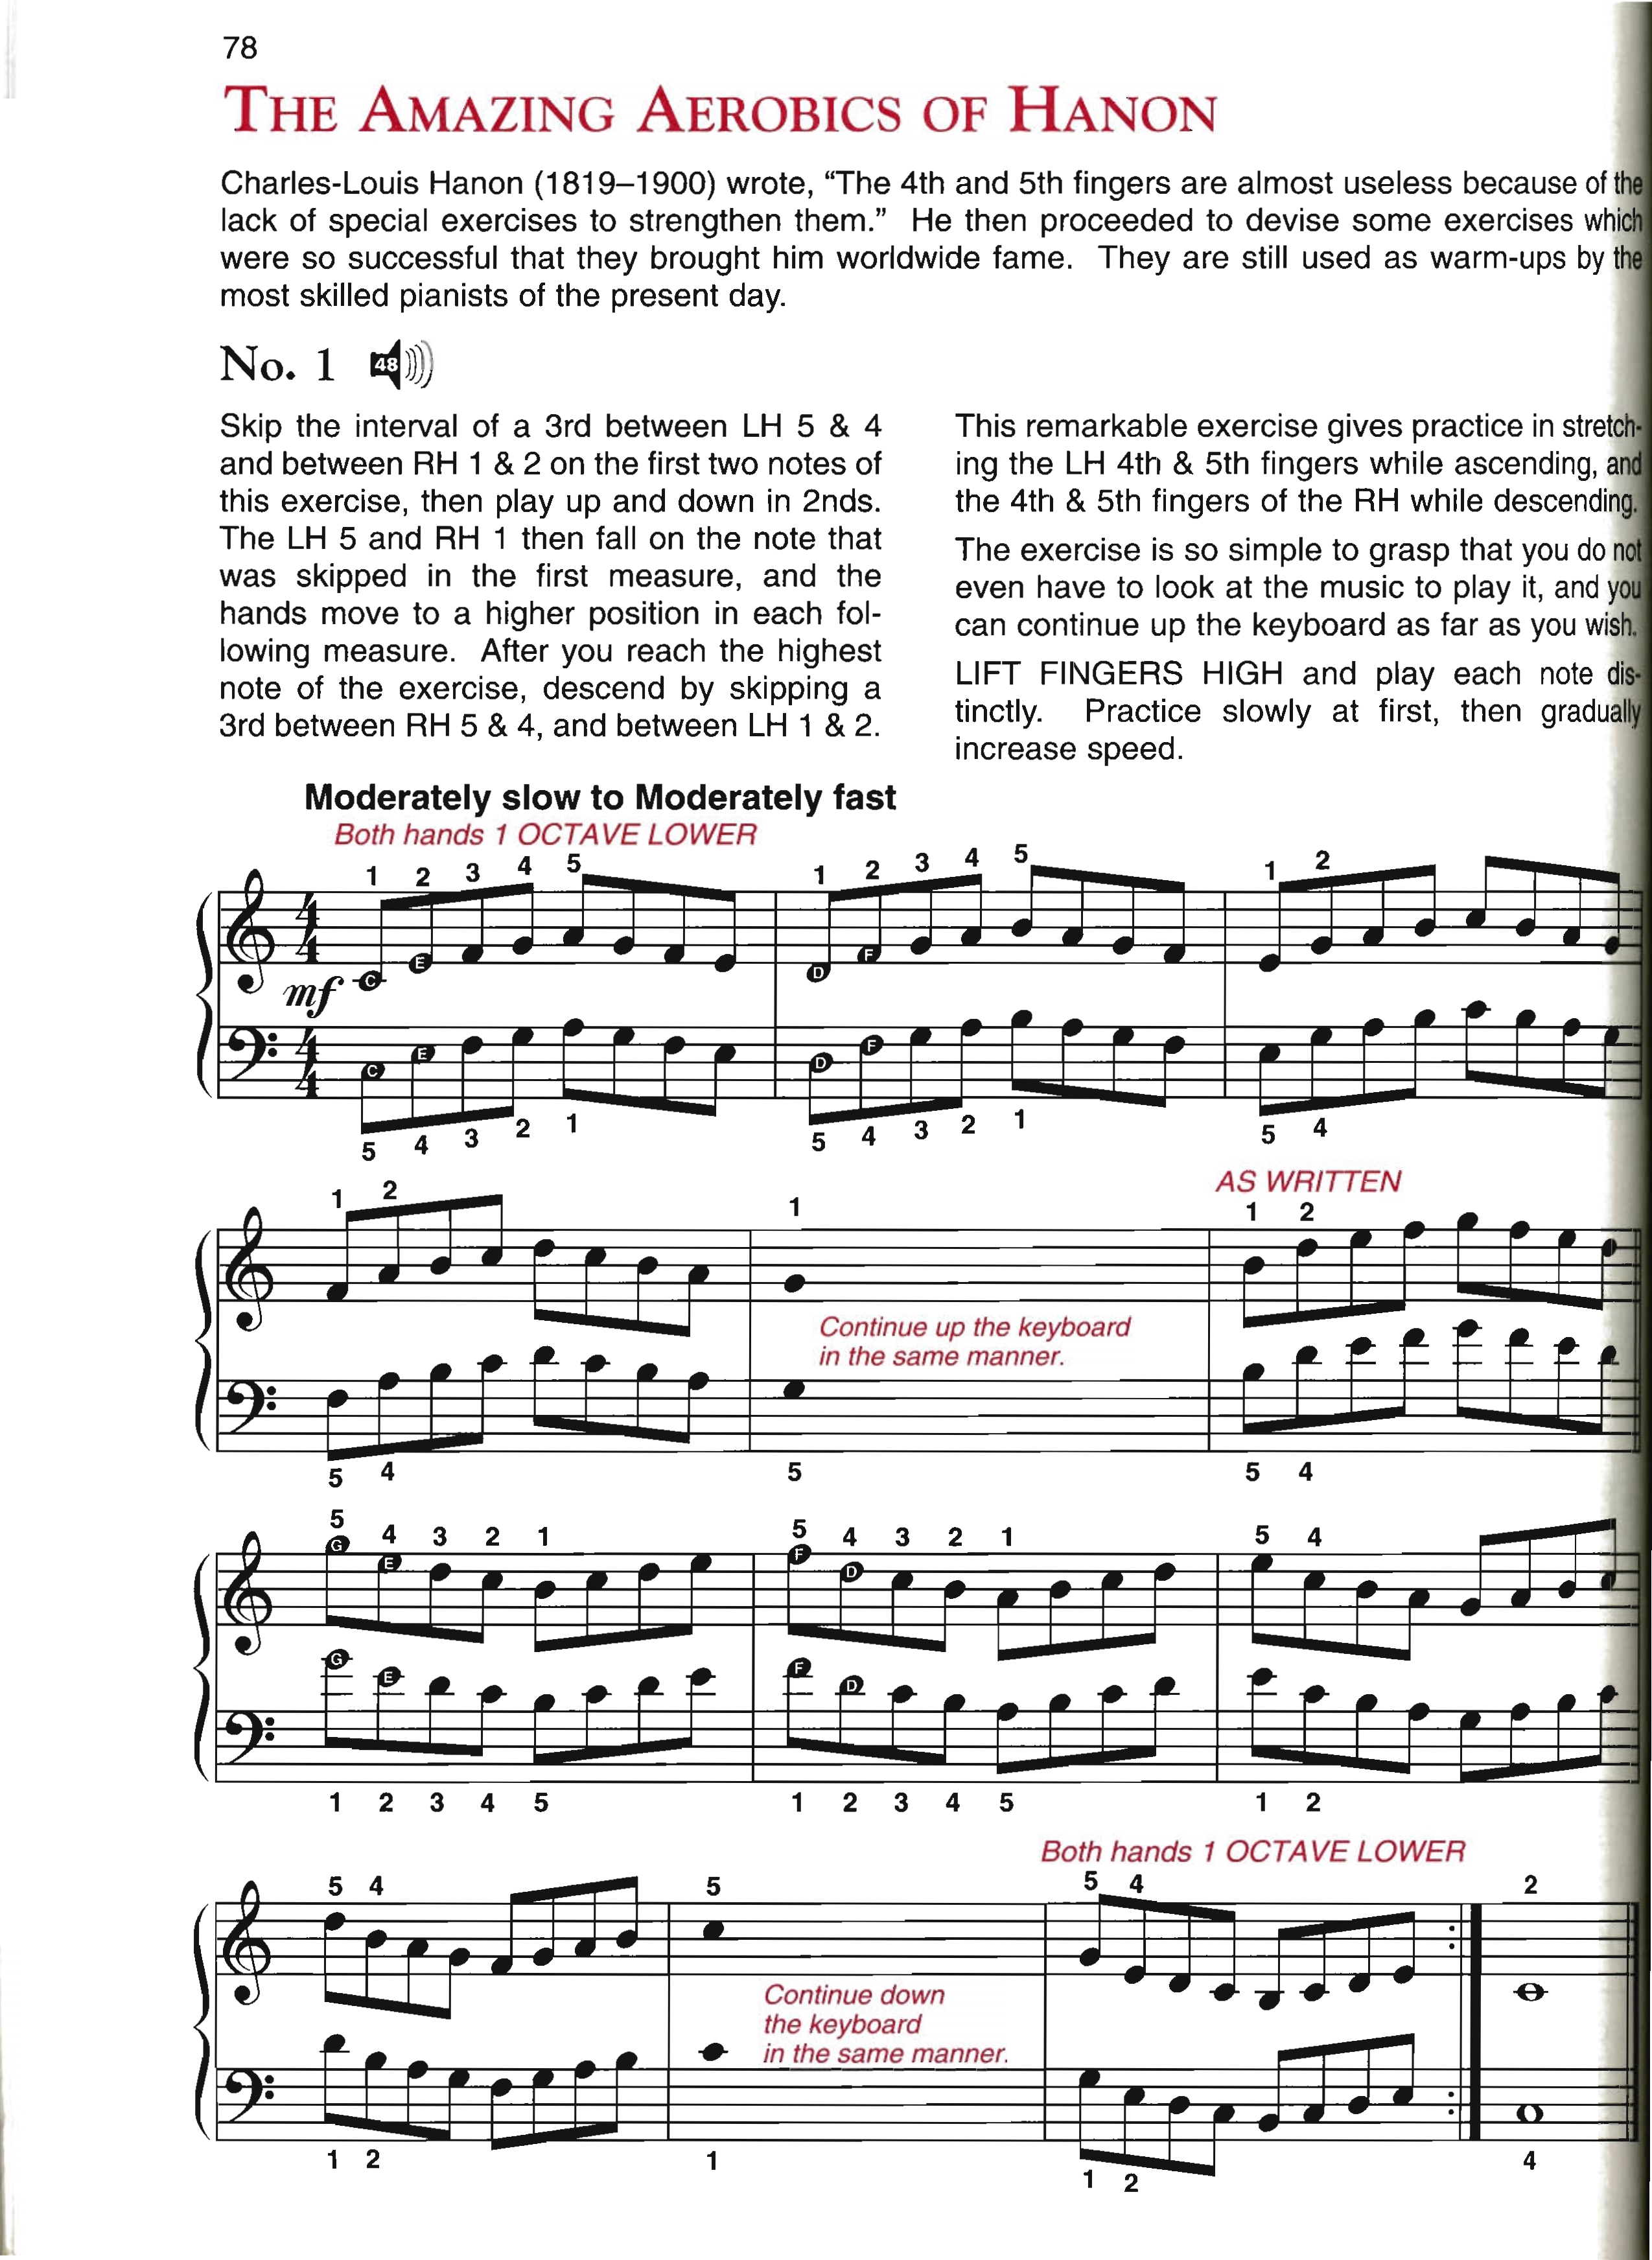 78
THE AMAZING AEROBICS OF HANON
Charles-Louis Hanon (1819–1900) wrote, “The 4th and 5th fingers are almost useless because of the
lack of special exercises to strengthen them.” He then proceeded to devise some exercises which
were so successful that they brought him worldwide fame. They are still used as warm-ups by the
most skilled pianists of the present day.
No. 1 48
Skip the interval of a 3rd between LH 5 & 4
and between RH 1 & 2 on the first two notes of
this exercise, then play up and down in 2nds.
The LH 5 and RH 1 then fall on the note that
was skipped in the first measure, and the
hands move to a higher position in each fol-
lowing measure. After you reach the highest
note of the exercise, descend by skipping a
3rd between RH 5 & 4, and between LH 1 & 2.
This remarkable exercise gives practice in stretch-
ing the LH 4th & 5th fingers while ascending, and
the 4th & 5th fingers of the RH while descending.
The exercise is so simple to grasp that you do not
even have to look at the music to play it, and you
can continue up the keyboard as far as you wish.
LIFT FINGERS HIGH and play each note dis-
tinctly. Practice slowly at first, then gradually
increase speed.
Moderately slow to Moderately fast
Both hands 1 OCTAVE LOWER
1 2 3 4 5 1 2 3 4 5 1 2
4 4
C E D F
mf
4 4
C E D F
5 4 3 2 1 5 4 3 2 1 5 4
AS WRITTEN
1 2 1 1 2
Continue up the keyboard
in the same manner.
5 4 5 5 4
5 4 3 2 1 5 4 3 2 1 5 4
G E F D
G E F D
1 2 3 4 5 1 2 3 4 5 1 2
Both hands 1 OCTAVE LOWER
5 4 5 5 4 2
Continue down
the keyboard
in the same manner.
1 2 1 1 2 4